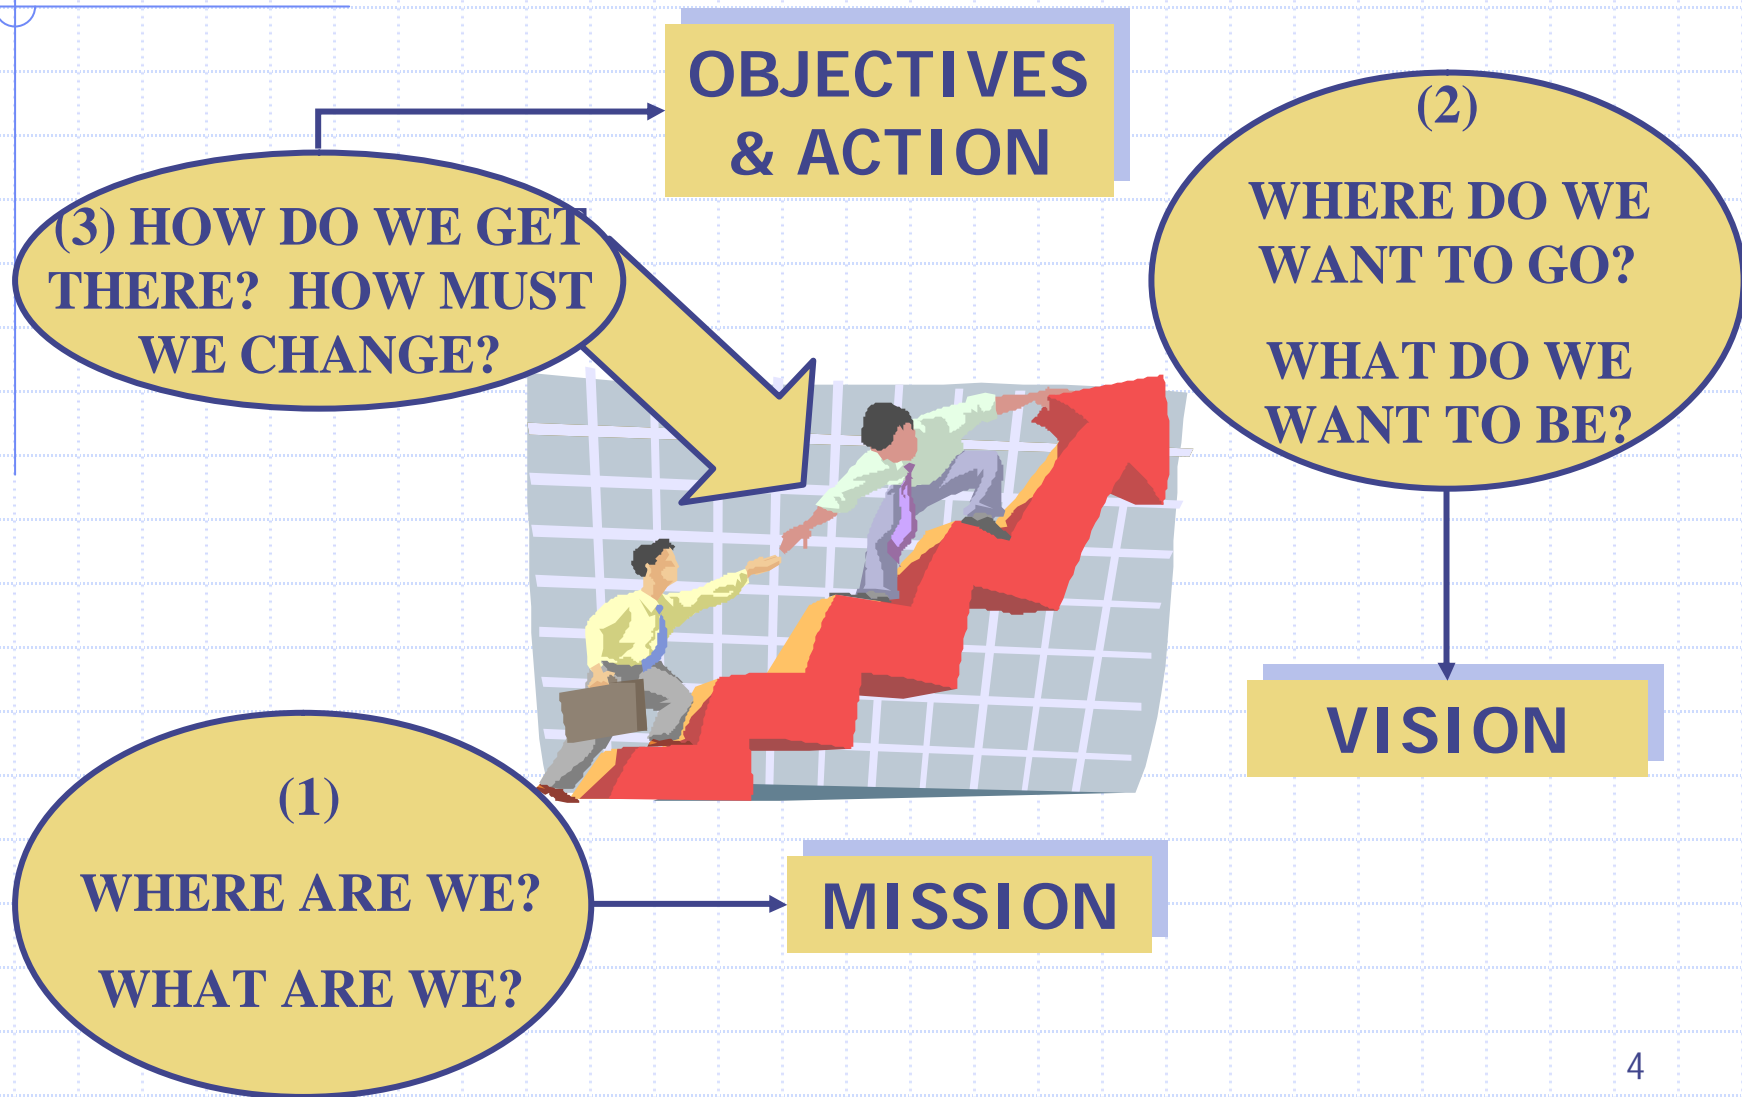 OBJECTIVES
& ACTION
(2)
WHERE DO WE
WANT TO GO?
WHAT DO WE
WANT TO BE?
(3) HOW DO WE GET
THERE?  HOW MUST
WE CHANGE?
VISION
(1)
WHERE ARE WE?
WHAT ARE WE?
MISSION
4